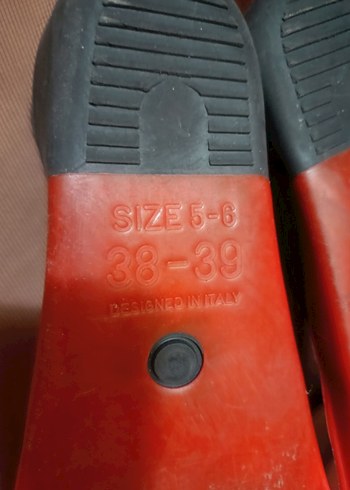 SIZE 5-6
38-39
DESIGNED IN ITALY